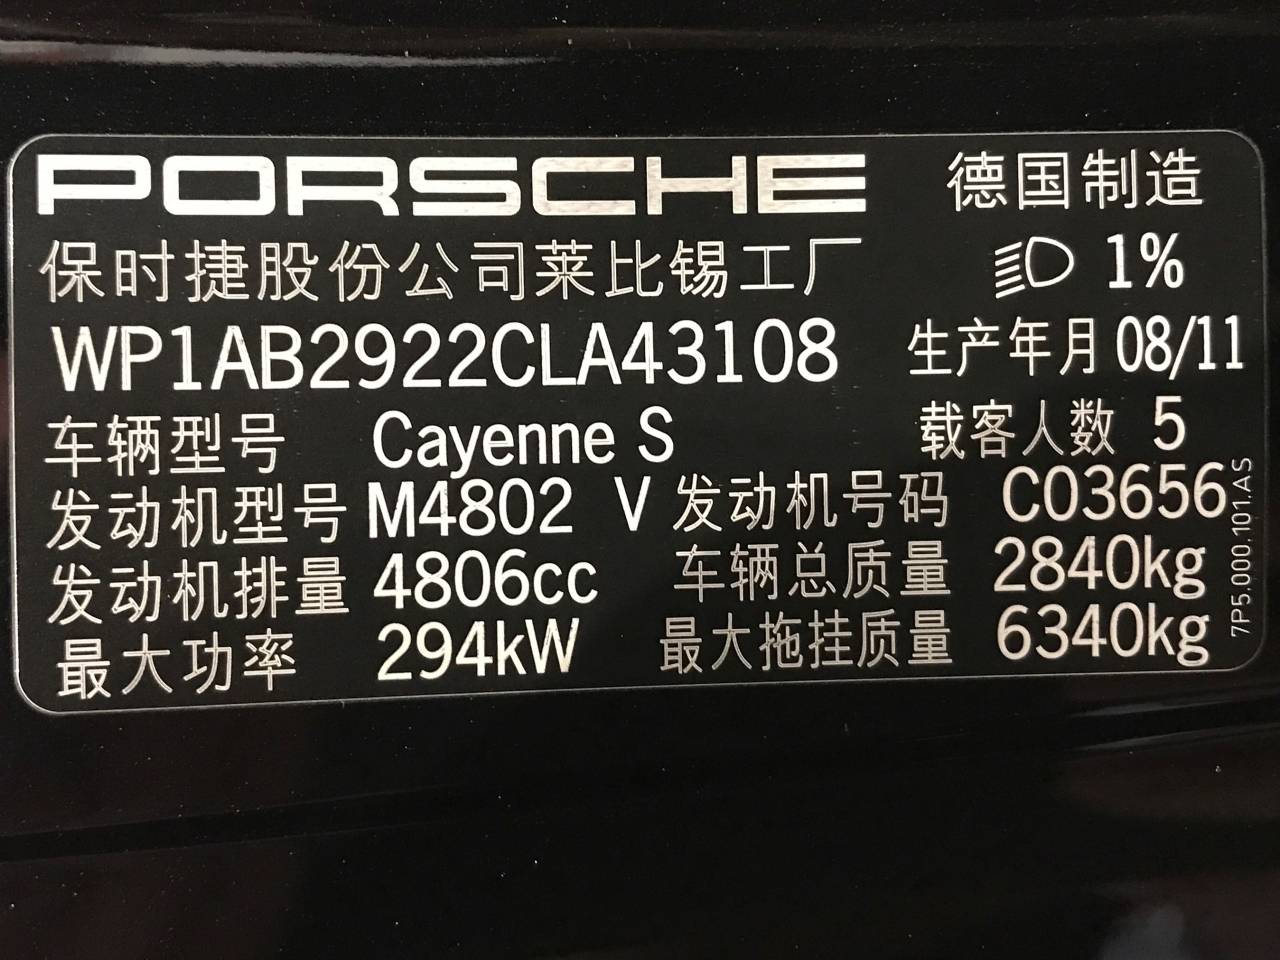 PORSCHE 德国制造
保时捷股份公司莱比锡工厂 1%
WP1AB2922CLA43108 生产年月 08/11
车辆型号 Cayenne S 载客人数 5
发动机型号 M4802 V 发动机号码 C03656
发动机排量 4806cc 车辆总质量 2840kg
最大功率 294kW 最大拖挂质量 6340kg
7P5.000.101.AS